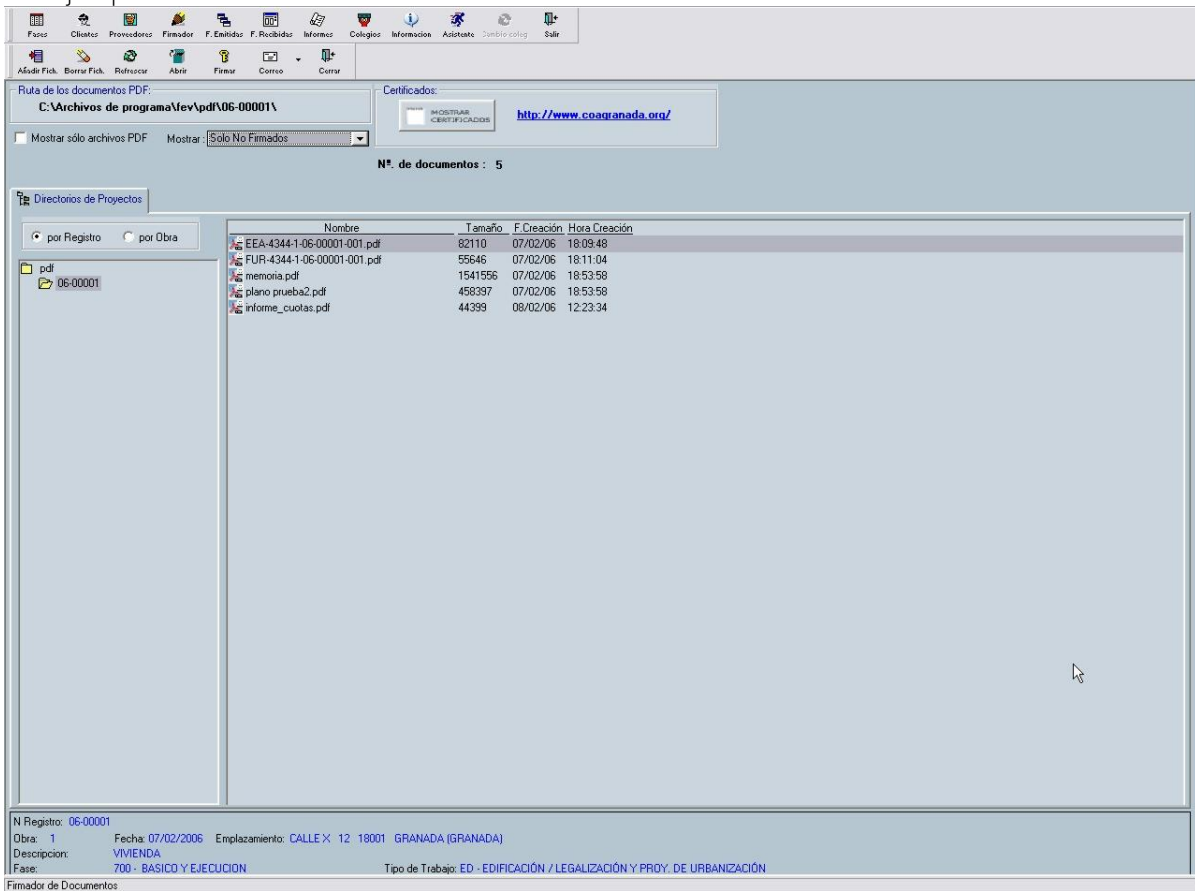 Fases Clientes Proveedores Firmador F. Emitidas F. Recibidas Informes Colegios Informacion Asistente Cambio coleg Salir
Añadir Fich. Borrar Fich. Refrescar Abrir Firmar Correo Cerrar
Ruta de los documentos PDF:
C:\Archivos de programa\fev\pdf\06-00001\
Certificados:
MOSTRAR CERTIFICADOS
http://www.coagranada.org/
Mostrar sólo archivos PDF Mostrar : Solo No Firmados
Nº. de documentos : 5
Directorios de Proyectos
por Registro por Obra
pdf
06-00001
Nombre Tamaño F.Creación Hora Creación
EEA-4344-1-06-00001-001.pdf 82110 07/02/06 18:09:48
FUR-4344-1-06-00001-001.pdf 55646 07/02/06 18:11:04
memoria.pdf 1541556 07/02/06 18:53:58
plano prueba2.pdf 458397 07/02/06 18:53:58
informe_cuotas.pdf 44399 08/02/06 12:23:34
N Registro: 06-00001
Obra: 1 Fecha: 07/02/2006 Emplazamiento: CALLE X 12 18001 GRANADA (GRANADA)
Descripcion: VIVIENDA
Fase: 700 - BASICO Y EJECUCION Tipo de Trabajo: ED - EDIFICACIÓN / LEGALIZACIÓN Y PROY. DE URBANIZACIÓN
Firmador de Documentos